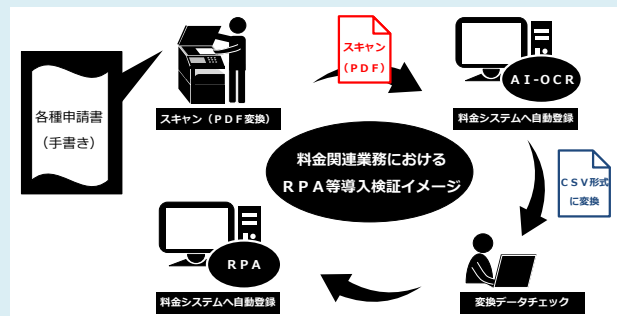 各種申請書
（手書き）
スキャン（ＰＤＦ変換）
スキャン
（ＰＤＦ）
ＡＩ-ＯＣＲ
料金システムへ自動登録
料金関連業務における
ＲＰＡ等導入検証イメージ
ＣＳＶ形式
に変換
変換データチェック
ＲＰＡ
料金システムへ自動登録